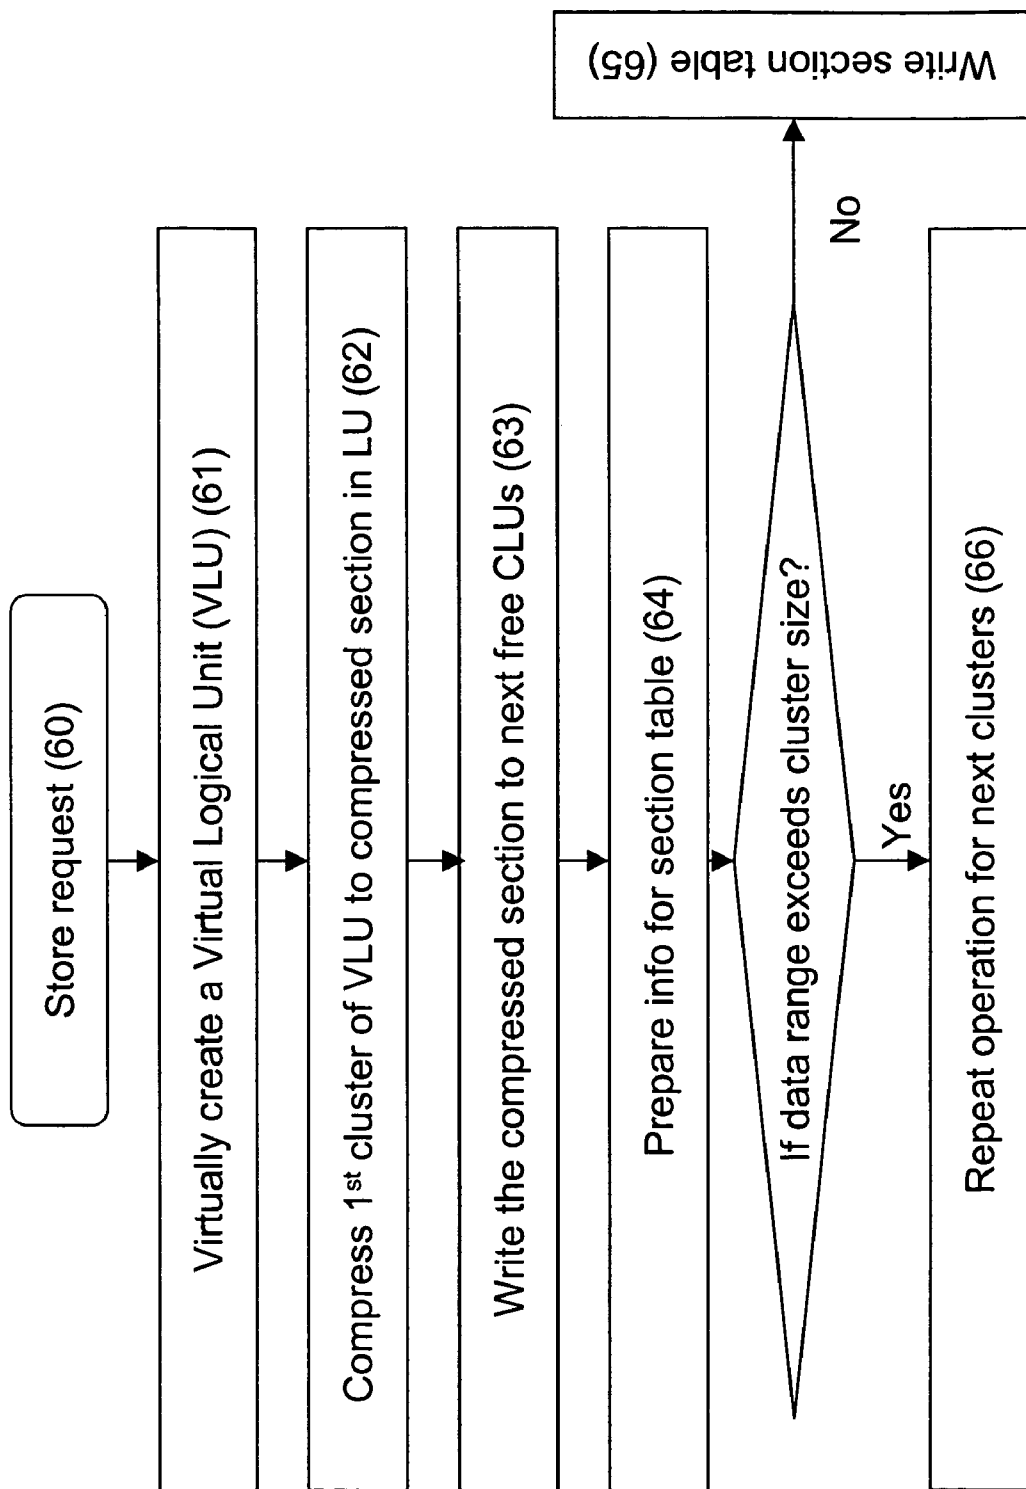 Store request (60)
Virtually create a Virtual Logical Unit (VLU) (61)
Compress 1st cluster of VLU to compressed section in LU (62)
Write the compressed section to next free CLUs (63)
Prepare info for section table (64)
If data range exceeds cluster size?
No
Write section table (65)
Yes
Repeat operation for next clusters (66)